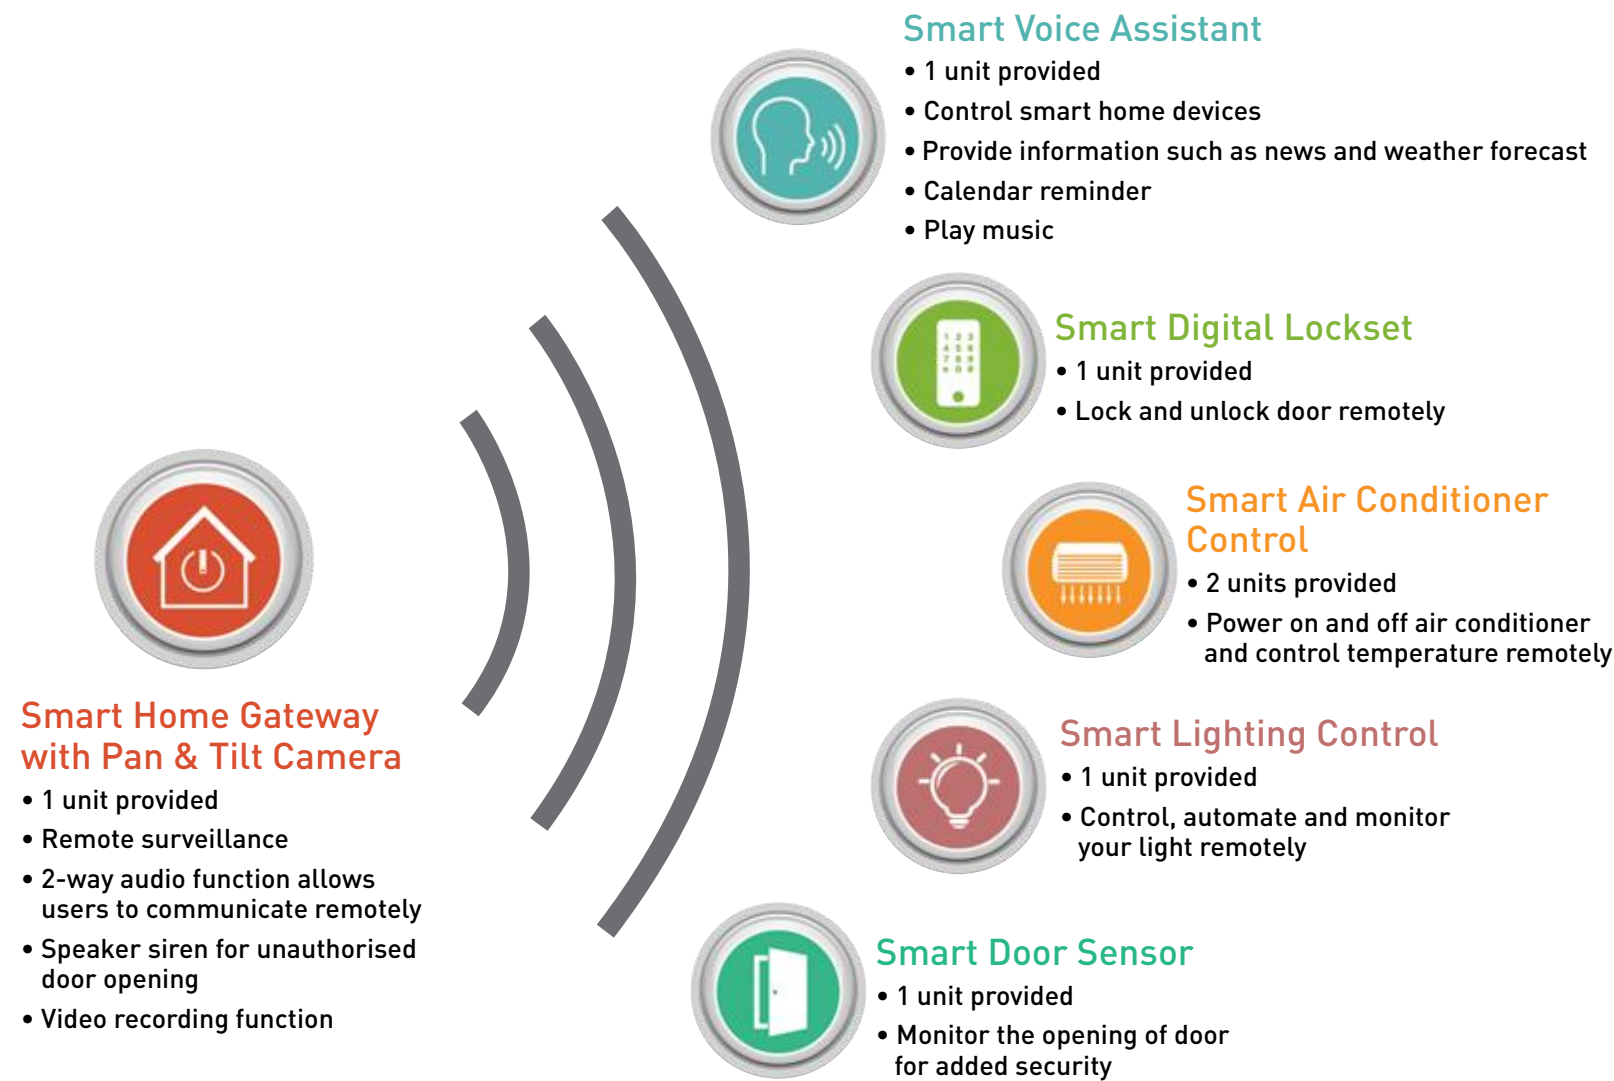 Smart Voice Assistant
• 1 unit provided
• Control smart home devices
• Provide information such as news and weather forecast
• Calendar reminder
• Play music
Smart Digital Lockset
• 1 unit provided
• Lock and unlock door remotely
Smart Air Conditioner
Control
• 2 units provided
• Power on and off air conditioner
and control temperature remotely
Smart Home Gateway
with Pan & Tilt Camera
• 1 unit provided
• Remote surveillance
• 2-way audio function allows
users to communicate remotely
• Speaker siren for unauthorised
door opening
• Video recording function
Smart Lighting Control
• 1 unit provided
• Control, automate and monitor
your light remotely
Smart Door Sensor
• 1 unit provided
• Monitor the opening of door
for added security